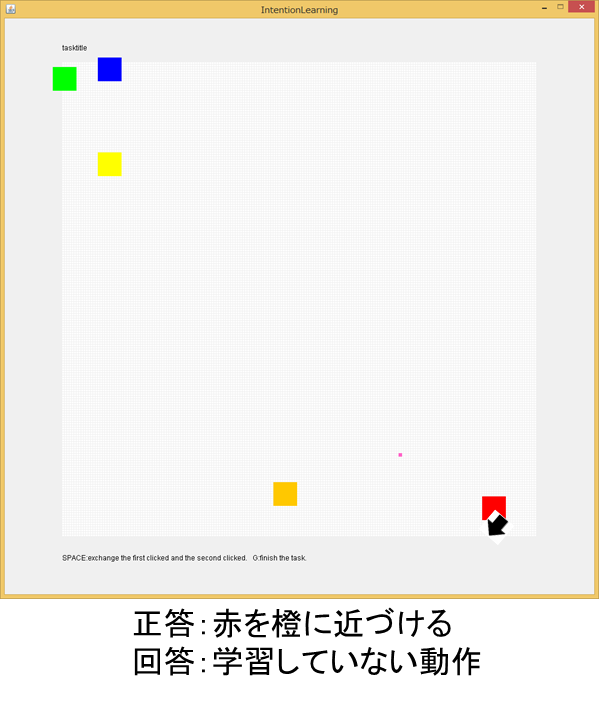 IntentionLearning
tasktitle
SPACE:exchange the first clicked and the second clicked. G:finish the task.
正答：赤を橙に近づける
回答：学習していない動作